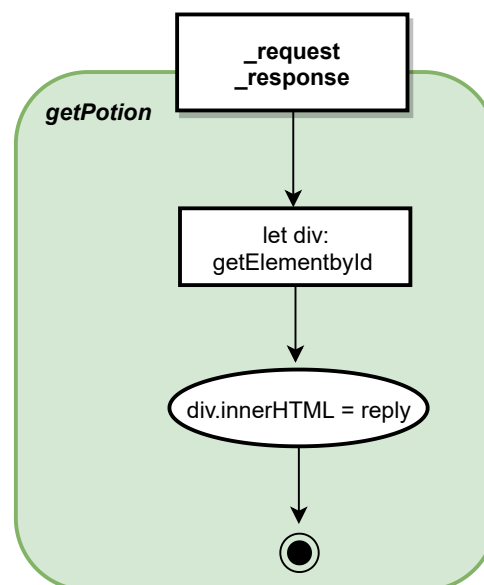 _request
_response
getPotion
let div:
getElementbyId
div.innerHTML = reply